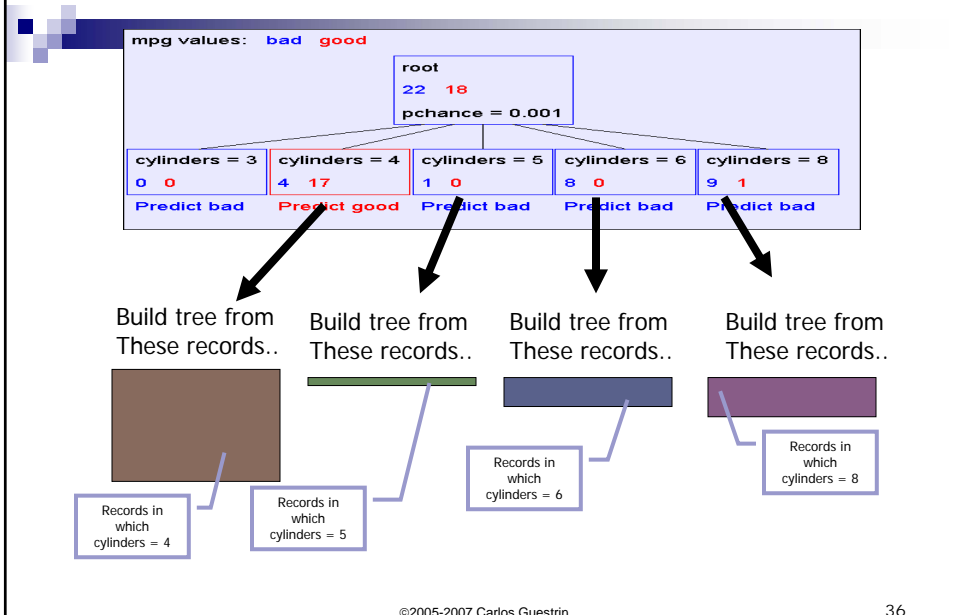 mpg values: bad good
root
22 18
pchance = 0.001
cylinders = 3
0 0
Predict bad
cylinders = 4
4 17
Predict good
cylinders = 5
1 0
Predict bad
cylinders = 6
8 0
Predict bad
cylinders = 8
9 1
Predict bad
Build tree from
These records..
Build tree from
These records..
Build tree from
These records..
Build tree from
These records..
Records in
which
cylinders = 4
Records in
which
cylinders = 5
Records in
which
cylinders = 6
Records in
which
cylinders = 8
©2005-2007 Carlos Guestrin
36